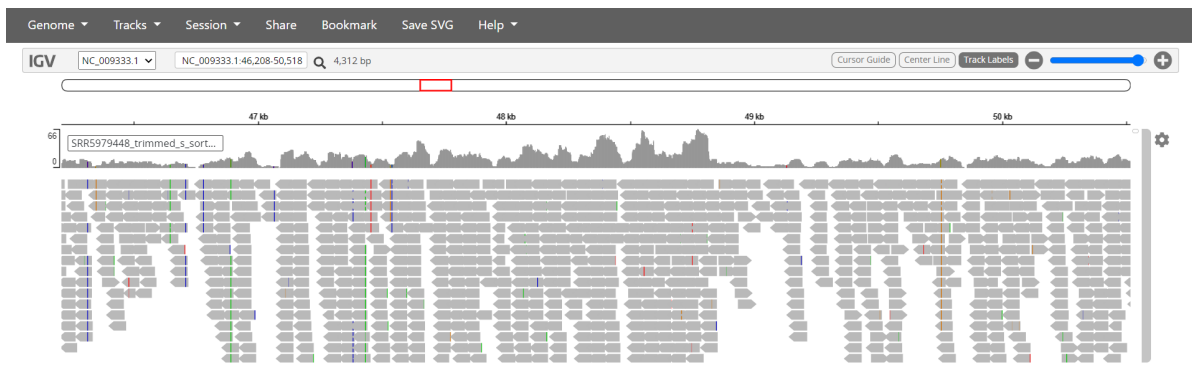 Genome Tracks Session Share Bookmark Save SVG Help
IGV NC_009333.1 NC_009333.1:46,208-50,518 4,312 bp Cursor Guide Center Line Track Labels
47 kb 48 kb 49 kb 50 kb
66
SRR5979448_trimmed_s_sort...
0